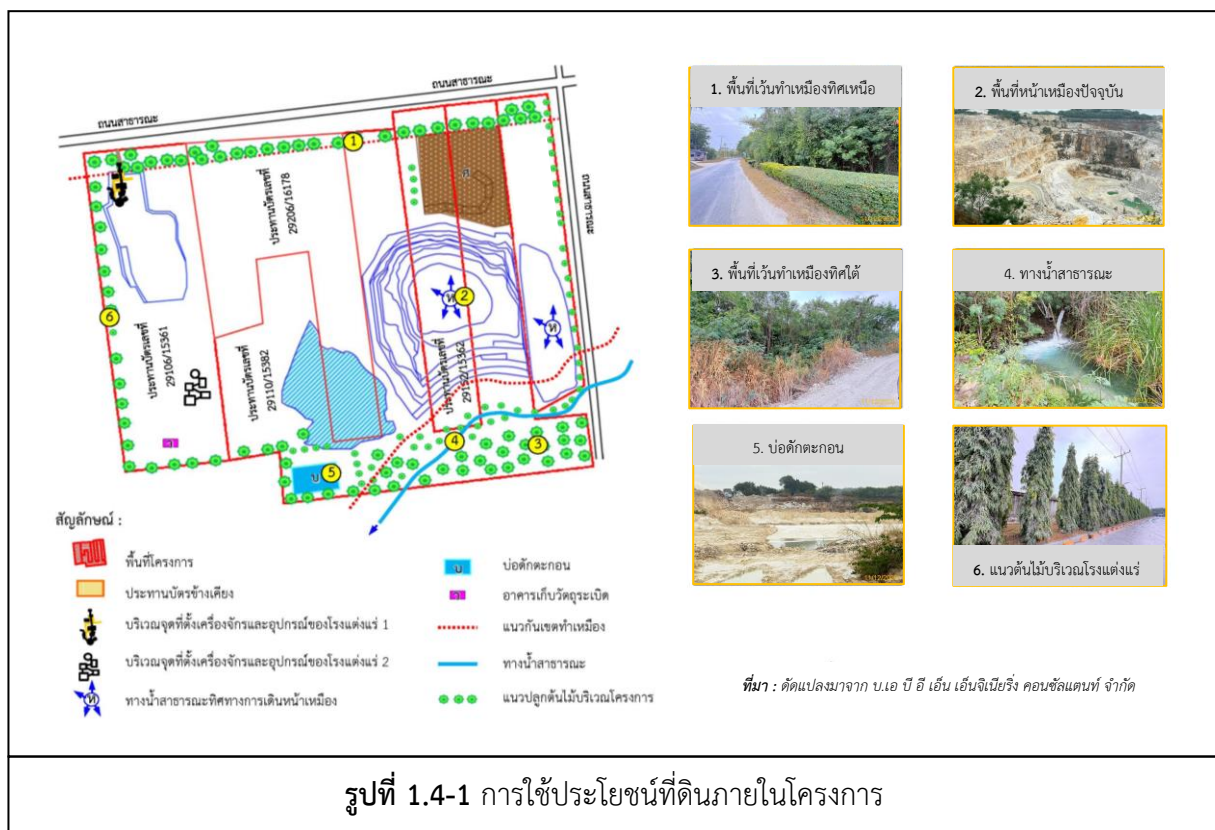 ถนนสาธารณะ
ถนนสาธารณะ
ถนนสาธารณะ
1
ประทานบัตรเลขที่
29206/16178
ศ
6
ประทานบัตรเลขที่
29106/15361
ประทานบัตรเลขที่
29110/15382
ท
2
ท
ประทานบัตรเลขที่
29152/15362
4
3
บ
5
สัญลักษณ์ :
พื้นที่โครงการ
ประทานบัตรข้างเคียง
บริเวณจุดที่ตั้งเครื่องจักรและอุปกรณ์ของโรงแต่งแร่ 1
บริเวณจุดที่ตั้งเครื่องจักรและอุปกรณ์ของโรงแต่งแร่ 2
ท
ทางน้ำสาธารณะทิศทางการเดินหน้าเหมือง
บ
บ่อดักตะกอน
อาคารเก็บวัตถุระเบิด
แนวกันเขตทำเหมือง
ทางน้ำสาธารณะ
แนวปลูกต้นไม้บริเวณโครงการ
1. พื้นที่เว้นทำเหมืองทิศเหนือ
2. พื้นที่หน้าเหมืองปัจจุบัน
3. พื้นที่เว้นทำเหมืองทิศใต้
4. ทางน้ำสาธารณะ
5. บ่อดักตะกอน
6. แนวต้นไม้บริเวณโรงแต่งแร่
ที่มา : ดัดแปลงมาจาก บ.เอ บี อี เอ็น เอ็นจิเนียริ่ง คอนซัลแตนท์ จำกัด
รูปที่ 1.4-1 การใช้ประโยชน์ที่ดินภายในโครงการ